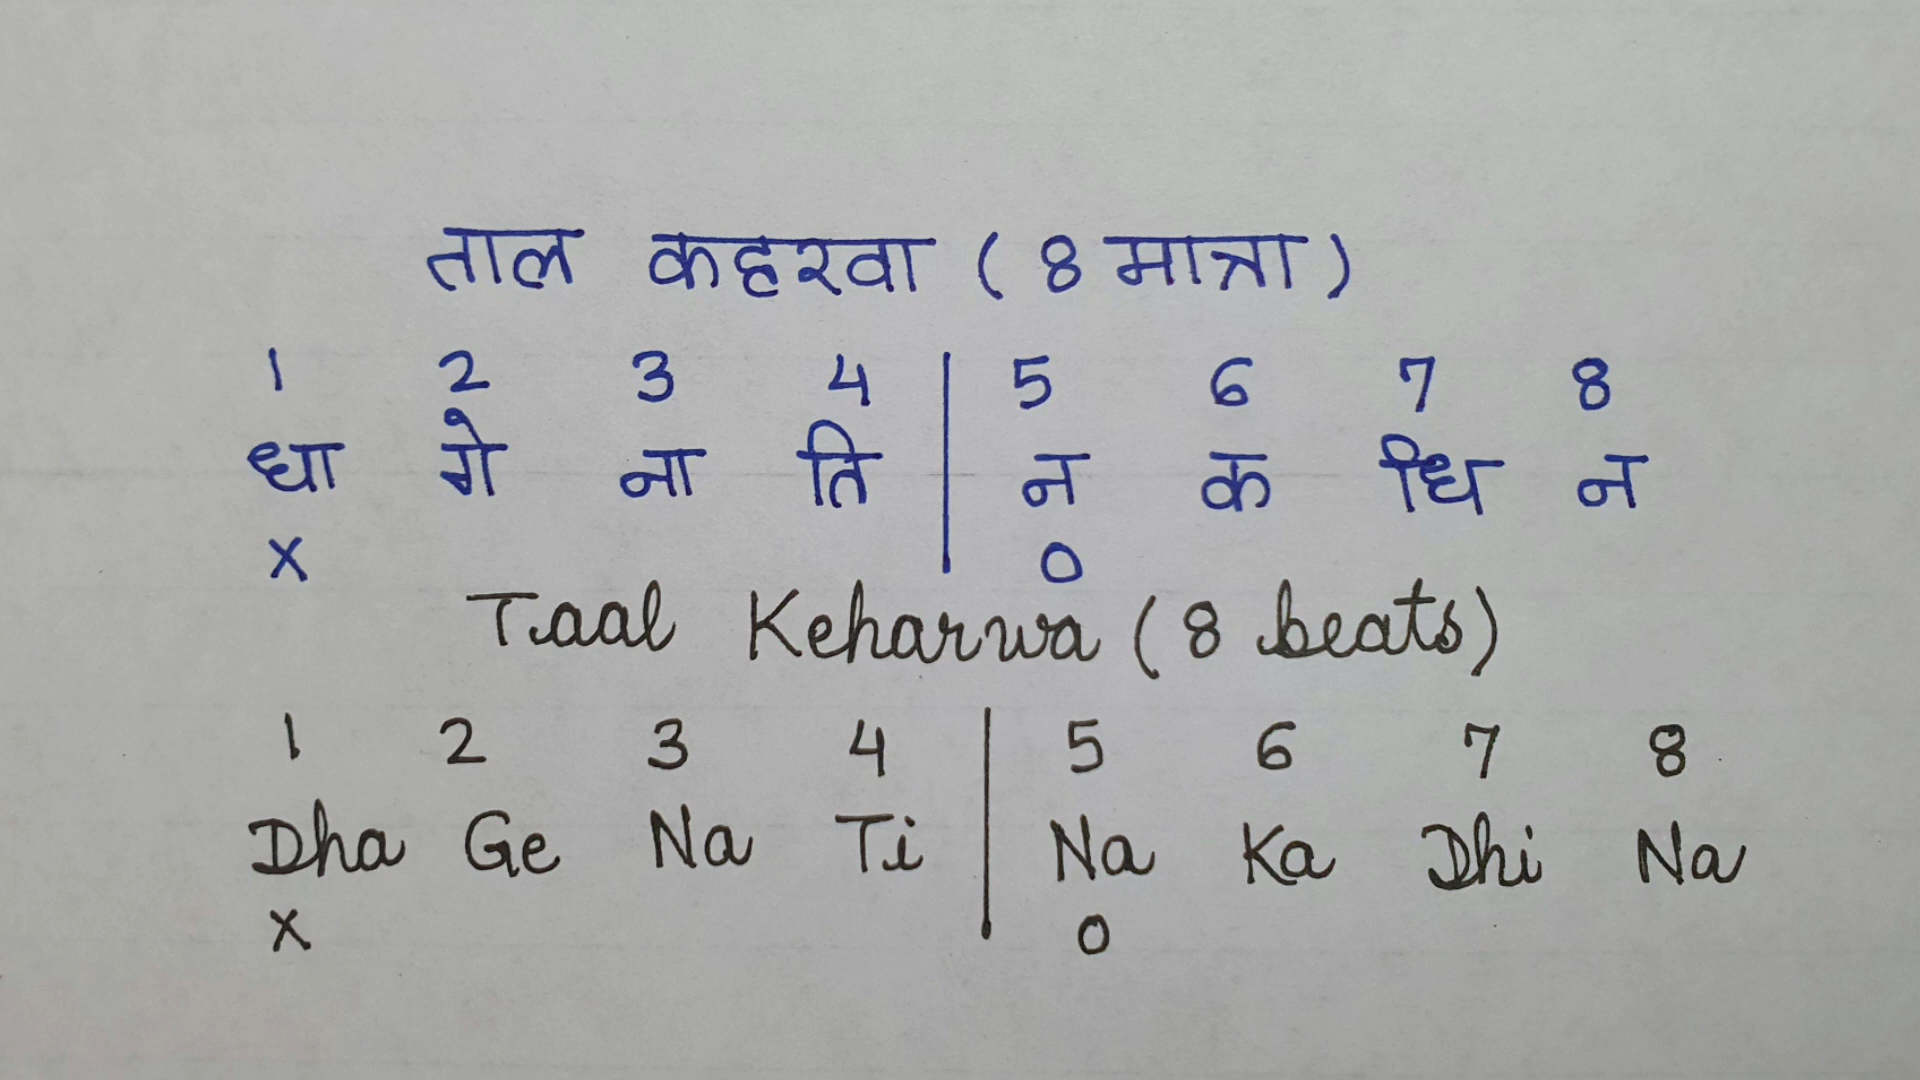 ताल कहरवा ( 8 मात्रा )
1 2 3 4 | 5 6 7 8
धा गे ना ति | न क धि न
X 0
Taal Keharwa ( 8 beats )
1 2 3 4 | 5 6 7 8
Dha Ge Na Ti | Na Ka Dhi Na
X 0